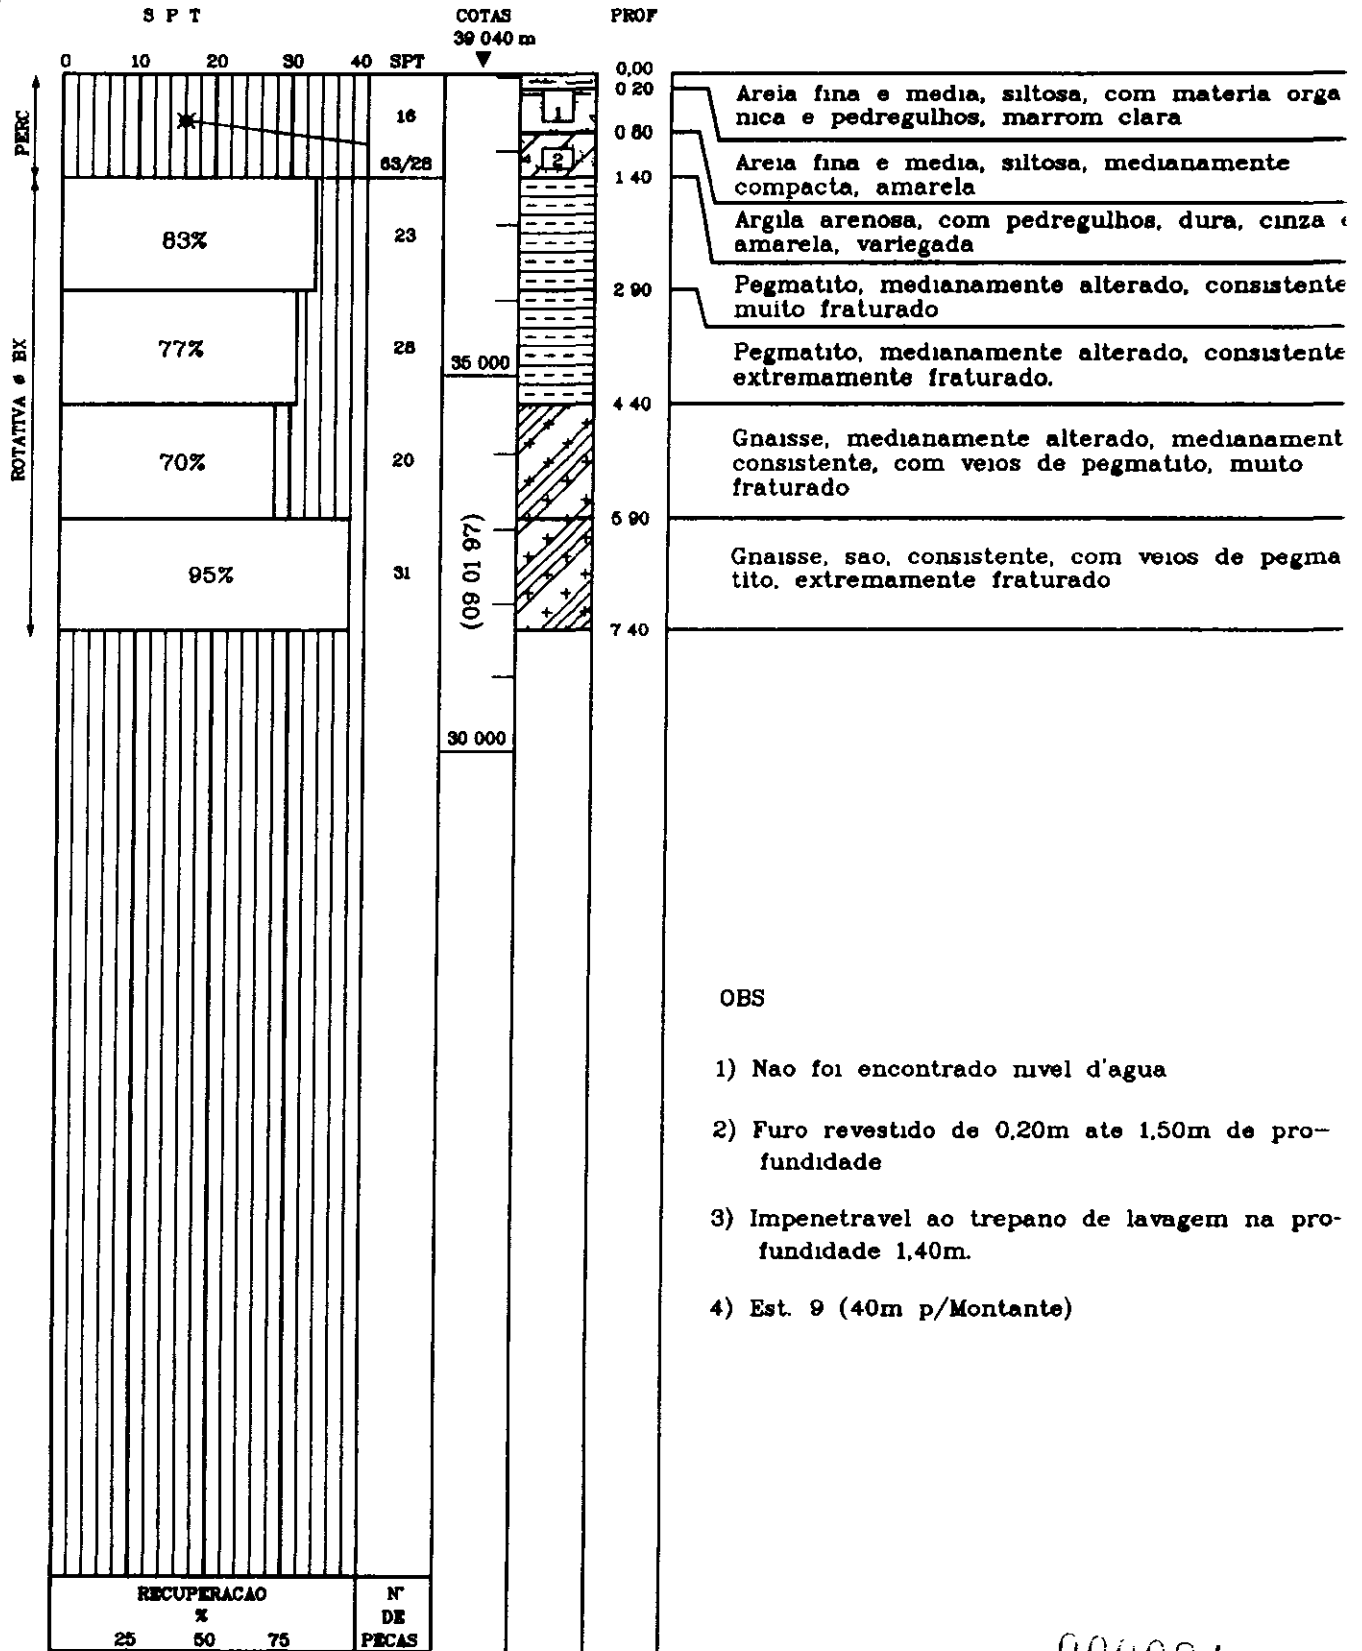 S P T
COTAS
PROF
39 040 m
0 10 20 30 40 SPT
0,00
0 20
0 80
1 40
2 90
4 40
5 90
7 40
PERC
ROTATIVA ø BX
16
63/28
23
28
20
31
83%
77%
70%
95%
35 000
30 000
(09 01 97)
1
2
Areia fina e media, siltosa, com materia orga
nica e pedregulhos, marrom clara
Areia fina e media, siltosa, medianamente
compacta, amarela
Argila arenosa, com pedregulhos, dura, cinza e
amarela, variegada
Pegmatito, medianamente alterado, consistente
muito fraturado
Pegmatito, medianamente alterado, consistente
extremamente fraturado.
Gnaisse, medianamente alterado, medianament
consistente, com veios de pegmatito, muito
fraturado
Gnaisse, sao, consistente, com veios de pegma
tito, extremamente fraturado
OBS
1) Nao foi encontrado nivel d'agua
2) Furo revestido de 0,20m ate 1,50m de pro-
fundidade
3) Impenetravel ao trepano de lavagem na pro-
fundidade 1,40m.
4) Est. 9 (40m p/Montante)
RECUPERACAO
%
25 50 75
N°
DE
PECAS